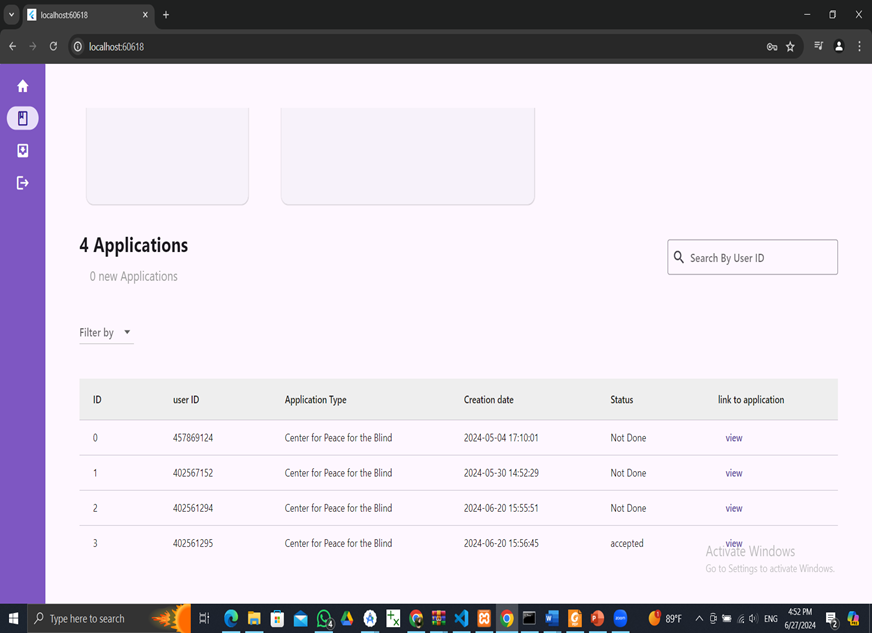 localhost:60618
localhost:60618
4 Applications
0 new Applications
Search By User ID
Filter by
ID user ID Application Type Creation date Status link to application
0 457869124 Center for Peace for the Blind 2024-05-04 17:10:01 Not Done view
1 402567152 Center for Peace for the Blind 2024-05-30 14:52:29 Not Done view
2 402561294 Center for Peace for the Blind 2024-06-20 15:55:51 Not Done view
3 402561295 Center for Peace for the Blind 2024-06-20 15:56:45 accepted view
Activate Windows
Go to Settings to activate Windows.
Type here to search
89°F
ENG
4:52 PM
6/27/2024